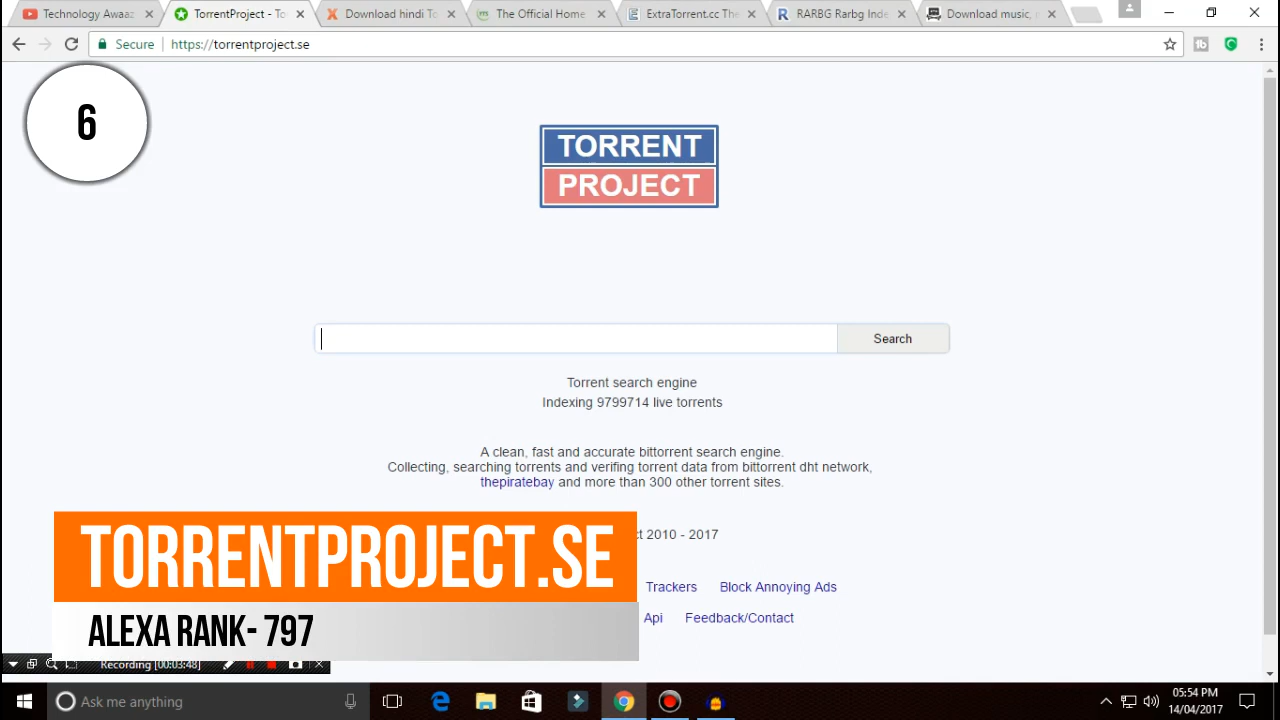 Technology Awaaz
TorrentProject - To
Download hindi To
The Official Home
ExtraTorrent.cc The
RARBG Rarbg Inde
Download music,
Secure
https://torrentproject.se
6
TORRENT
PROJECT
Search
Torrent search engine
Indexing 9799714 live torrents
A clean, fast and accurate bittorrent search engine.
Collecting, searching torrents and verifing torrent data from bittorrent dht network,
thepiratebay and more than 300 other torrent sites.
ct 2010 - 2017
TORRENTPROJECT.SE
Trackers Block Annoying Ads
Api Feedback/Contact
ALEXA RANK- 797
Recording [00:03:48]
Ask me anything
05:54 PM
14/04/2017